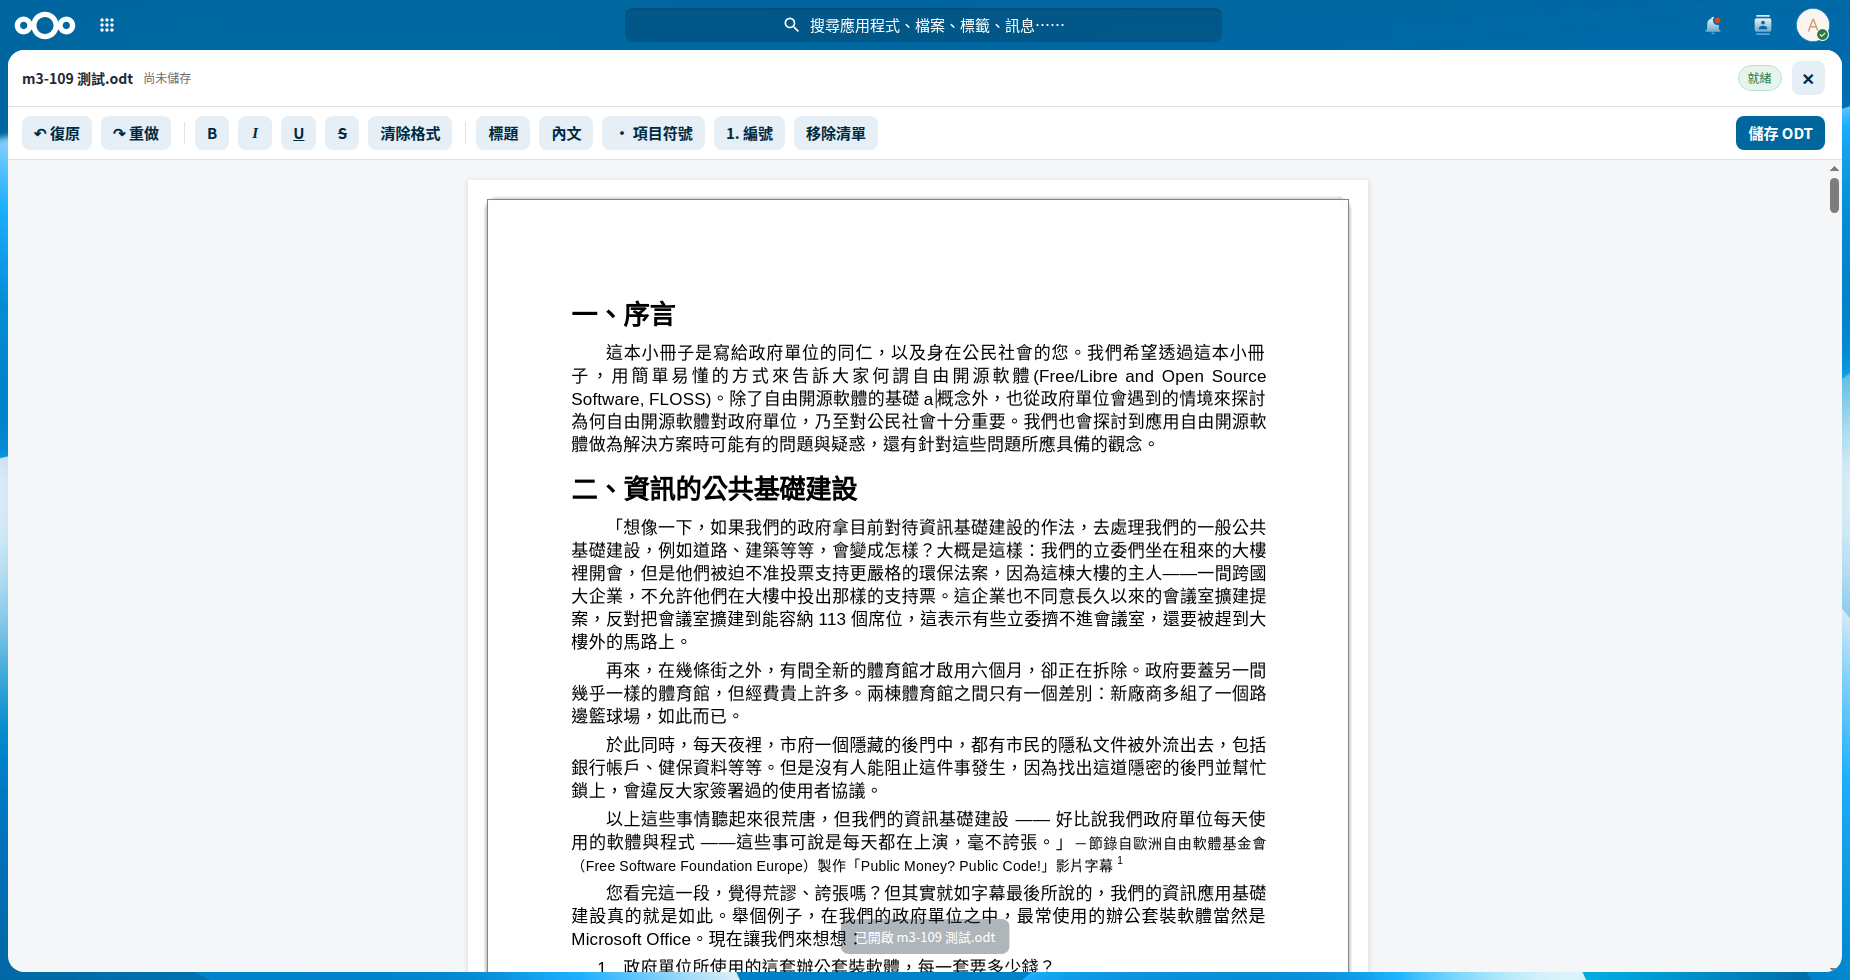 搜尋應用程式、檔案、標籤、訊息……
A
m3-109 測試.odt 尚未儲存
就緒 ×
↶ 復原 ↷ 重做 B I U S 清除格式 標題 內文 • 項目符號 1. 編號 移除清單 儲存 ODT
一、序言
這本小冊子是寫給政府單位的同仁，以及身在公民社會的您。我們希望透過這本小冊
子，用簡單易懂的方式來告訴大家何謂自由開源軟體(Free/Libre and Open Source
Software, FLOSS)。除了自由開源軟體的基礎 a概念外，也從政府單位會遇到的情境來探討
為何自由開源軟體對政府單位，乃至對公民社會十分重要。我們也會探討到應用自由開源軟
體做為解決方案時可能有的問題與疑惑，還有針對這些問題所應具備的觀念。
二、資訊的公共基礎建設
「想像一下，如果我們的政府拿目前對待資訊基礎建設的作法，去處理我們的一般公共
基礎建設，例如道路、建築等等，會變成怎樣？大概是這樣：我們的立委們坐在租來的大樓
裡開會，但是他們被迫不准投票支持更嚴格的環保法案，因為這棟大樓的主人——一間跨國
大企業，不允許他們在大樓中投出那樣的支持票。這企業也不同意長久以來的會議室擴建提
案，反對把會議室擴建到能容納 113 個席位，這表示有些立委擠不進會議室，還要被趕到大
樓外的馬路上。
再來，在幾條街之外，有間全新的體育館才啟用六個月，卻正在拆除。政府要蓋另一間
幾乎一樣的體育館，但經費貴上許多。兩棟體育館之間只有一個差別：新廠商多組了一個路
邊籃球場，如此而已。
於此同時，每天夜裡，市府一個隱藏的後門中，都有市民的隱私文件被外流出去，包括
銀行帳戶、健保資料等等。但是沒有人能阻止這件事發生，因為找出這道隱密的後門並幫忙
鎖上，會違反大家簽署過的使用者協議。
以上這些事情聽起來很荒唐，但我們的資訊基礎建設 —— 好比說我們政府單位每天使
用的軟體與程式 ——這些事可說是每天都在上演，毫不誇張。」－節錄自歐洲自由軟體基金會
（Free Software Foundation Europe）製作「Public Money? Public Code!」影片字幕 1
您看完這一段，覺得荒謬、誇張嗎？但其實就如字幕最後所說的，我們的資訊應用基礎
建設真的就是如此。舉個例子，在我們的政府單位之中，最常使用的辦公套裝軟體當然是
Microsoft Office。現在讓我們來想想：
已開啟 m3-109 測試.odt
1. 政府單位所使用的這套辦公套裝軟體，每一套要多少錢？